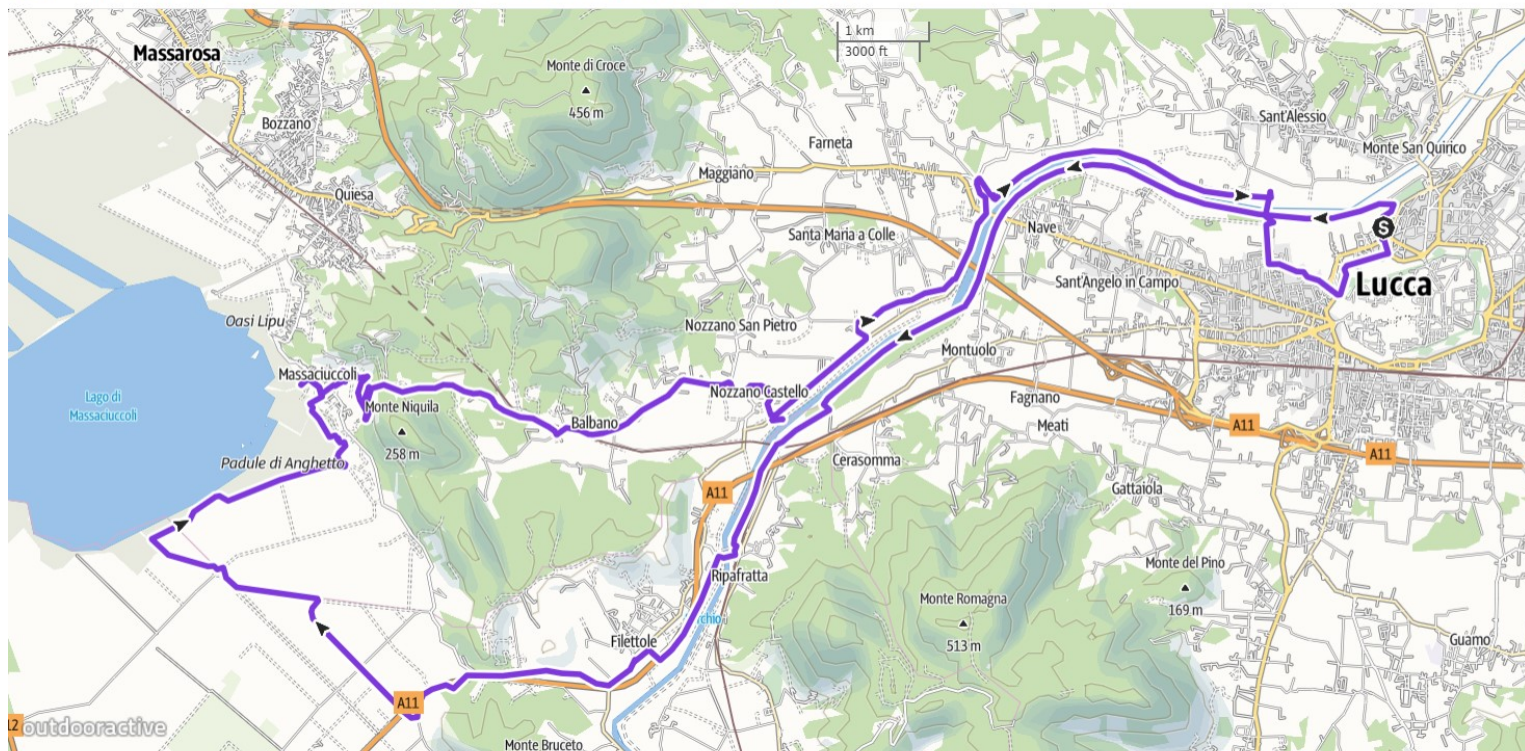 1 km
3000 ft
Massarosa
Monte di Croce
456 m
Bozzano
Sant'Alessio
Farneta
Monte San Quirico
Maggiano
Quiesa
S
Nave
Santa Maria a Colle
Sant'Angelo in Campo
Lucca
Oasi Lipu
Nozzano San Pietro
Montuolo
Massaciuccoli
Lago di
Massaciuccoli
Monte Niquila
Nozzano Castello
Fagnano
Balbano
Meati
A11
258 m
Padule di Anghetto
Cerasomma
A11
Gattaiola
A11
Monte del Pino
Ripafratta
169 m
Monte Romagna
chio
513 m
Filettole
Guamo
A11
12
outdooractive
Monte Bruceto